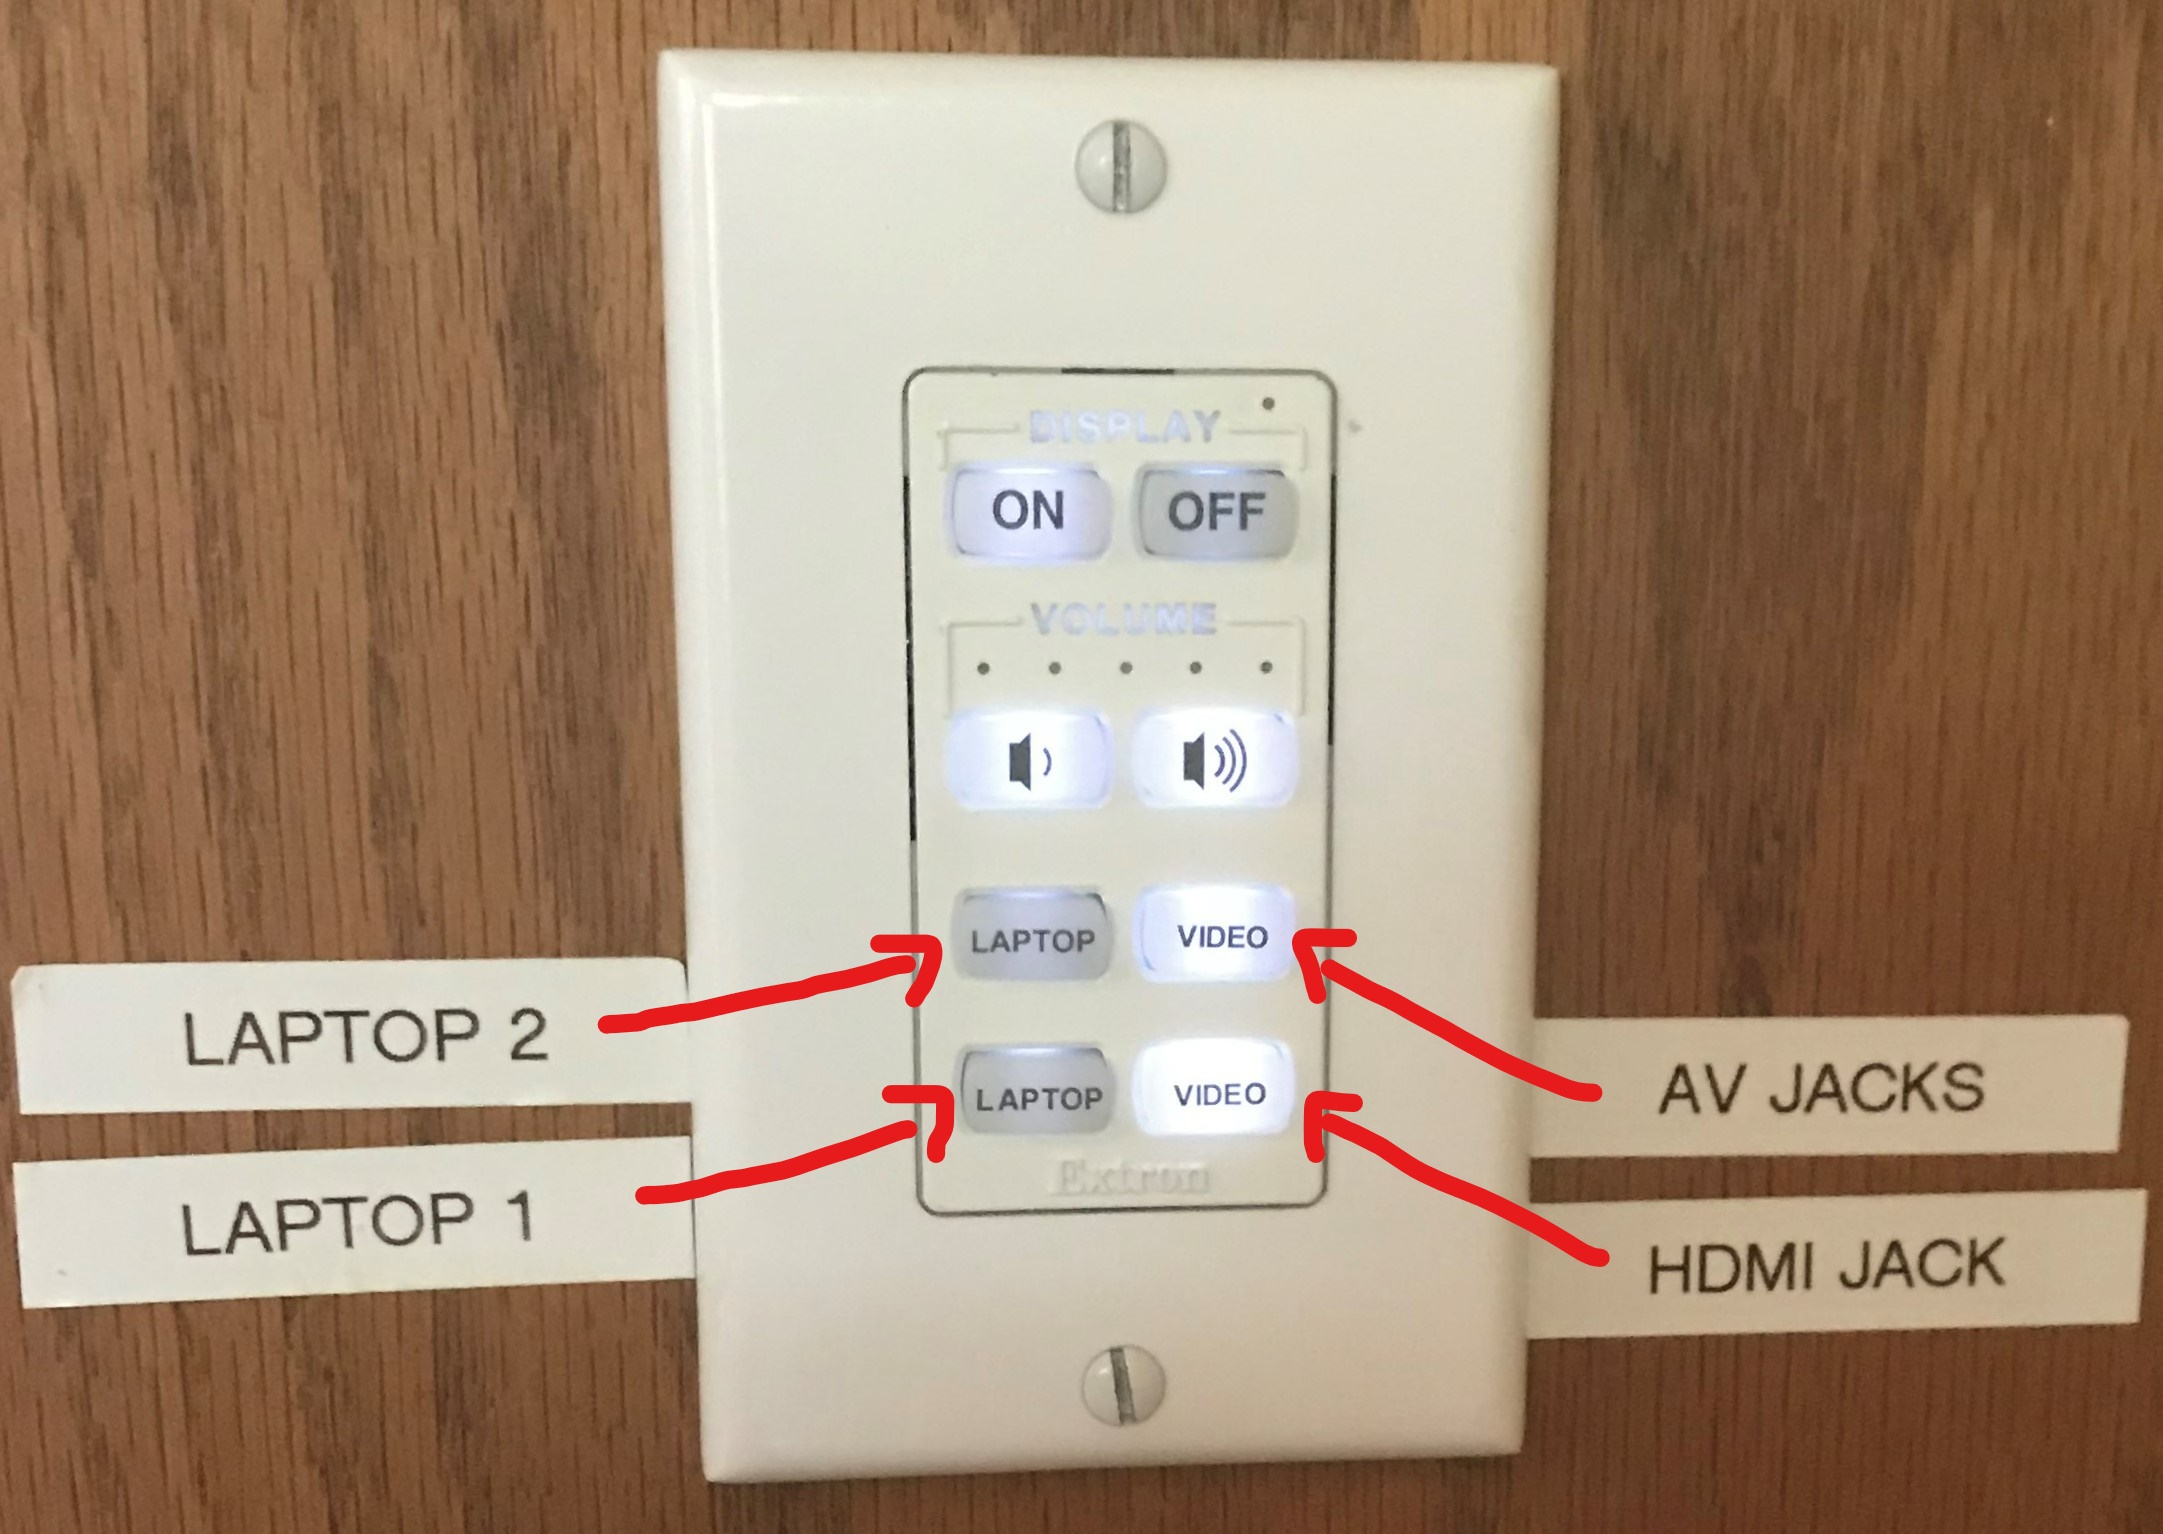 DISPLAY
ON OFF
VOLUME
LAPTOP VIDEO
LAPTOP VIDEO
Extron
LAPTOP 2
LAPTOP 1
AV JACKS
HDMI JACK